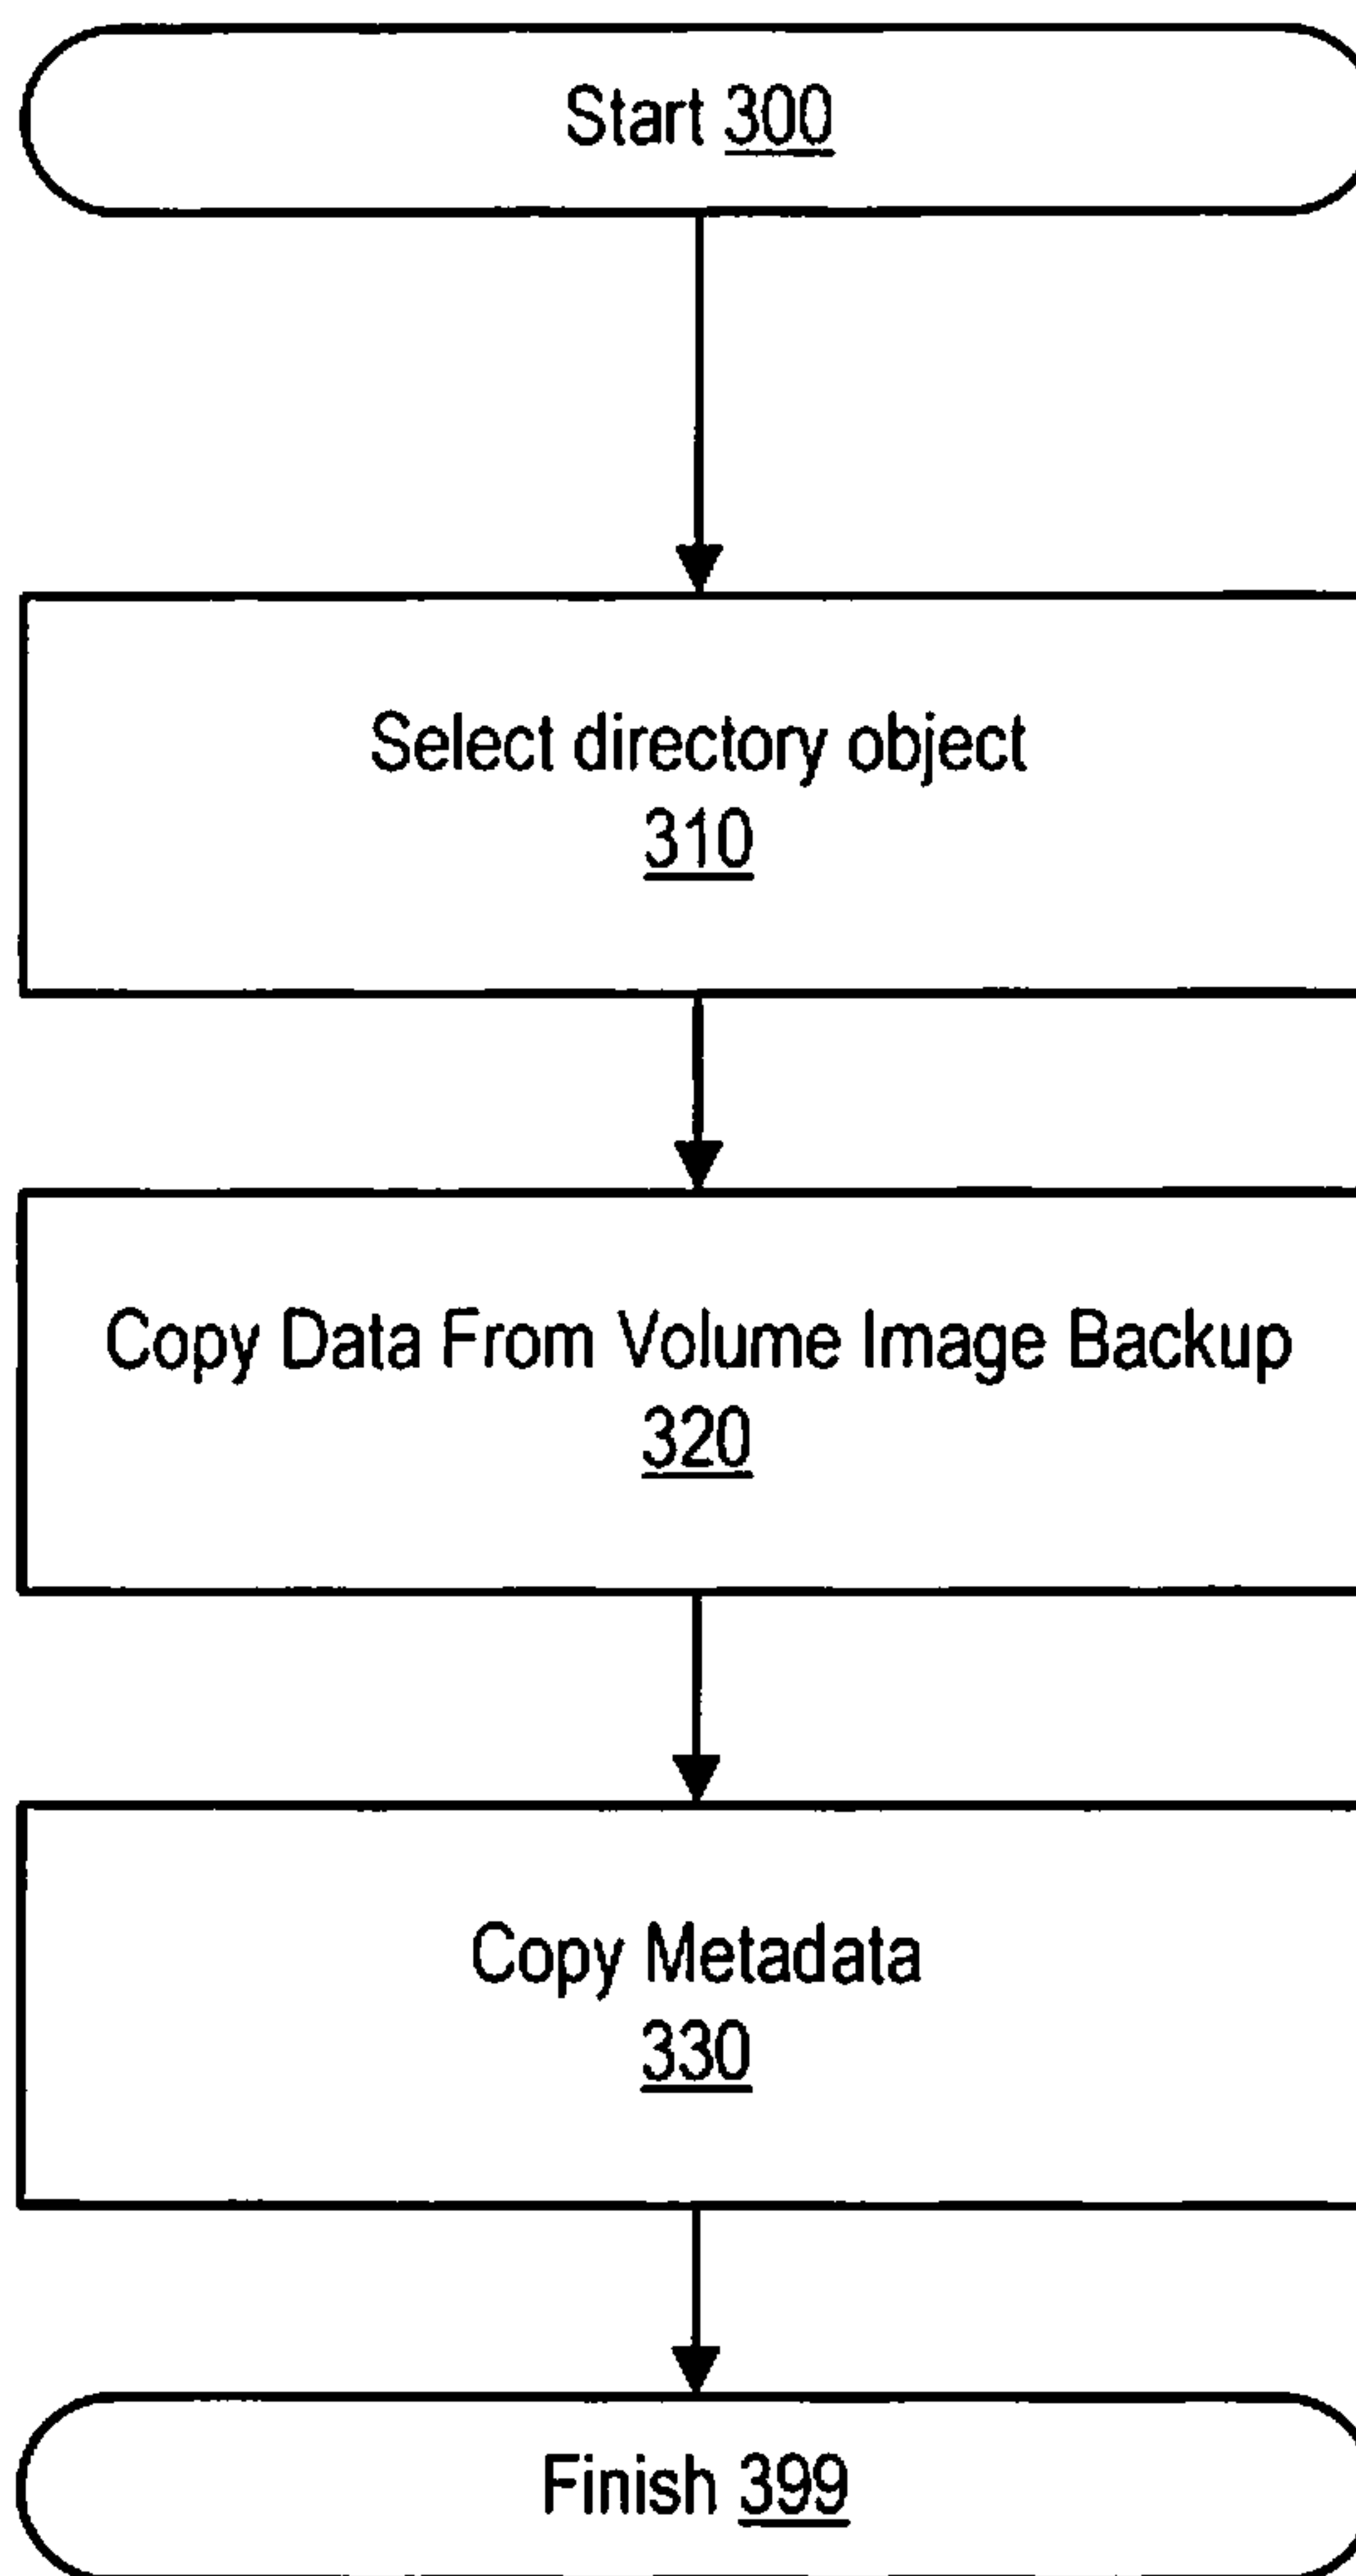 Start 300
Select directory object
310
Copy Data From Volume Image Backup
320
Copy Metadata
330
Finish 399